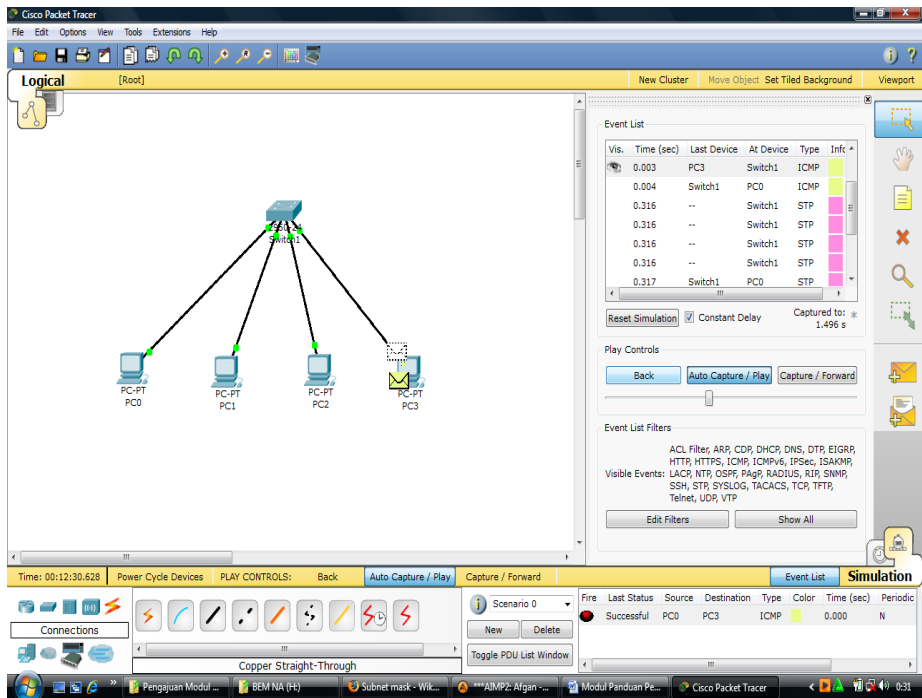 Cisco Packet Tracer
File Edit Options View Tools Extensions Help
Logical [Root] New Cluster Move Object Set Tiled Background Viewport
Event List
Vis. Time (sec) Last Device At Device Type Info
0.003 PC3 Switch1 ICMP
0.004 Switch1 PC0 ICMP
0.316 -- Switch1 STP
0.316 -- Switch1 STP
0.316 -- Switch1 STP
0.316 -- Switch1 STP
0.317 Switch1 PC0 STP
Reset Simulation Constant Delay Captured to: *
1.496 s
Play Controls
Back Auto Capture / Play Capture / Forward
Event List Filters
Visible Events:
ACL Filter, ARP, CDP, DHCP, DNS, DTP, EIGRP,
HTTP, HTTPS, ICMP, ICMPv6, IPSec, ISAKMP,
LACP, NTP, OSPF, PAgP, RADIUS, RIP, SNMP,
SSH, STP, SYSLOG, TACACS, TCP, TFTP,
Telnet, UDP, VTP
Edit Filters Show All
2950-24
Switch1
PC-PT
PC0
PC-PT
PC1
PC-PT
PC2
PC-PT
PC3
Time: 00:12:30.628 Power Cycle Devices PLAY CONTROLS: Back Auto Capture / Play Capture / Forward Event List Simulation
Connections
Copper Straight-Through
Scenario 0
New Delete
Toggle PDU List Window
Fire Last Status Source Destination Type Color Time (sec) Periodic
Successful PC0 PC3 ICMP 0.000 N
Pengajuan Modul ... BEM NA (H:) Subnet mask - Wik... ***AIMP2: Afgan -... Modul Panduan Pe... Cisco Packet Tracer 0:31